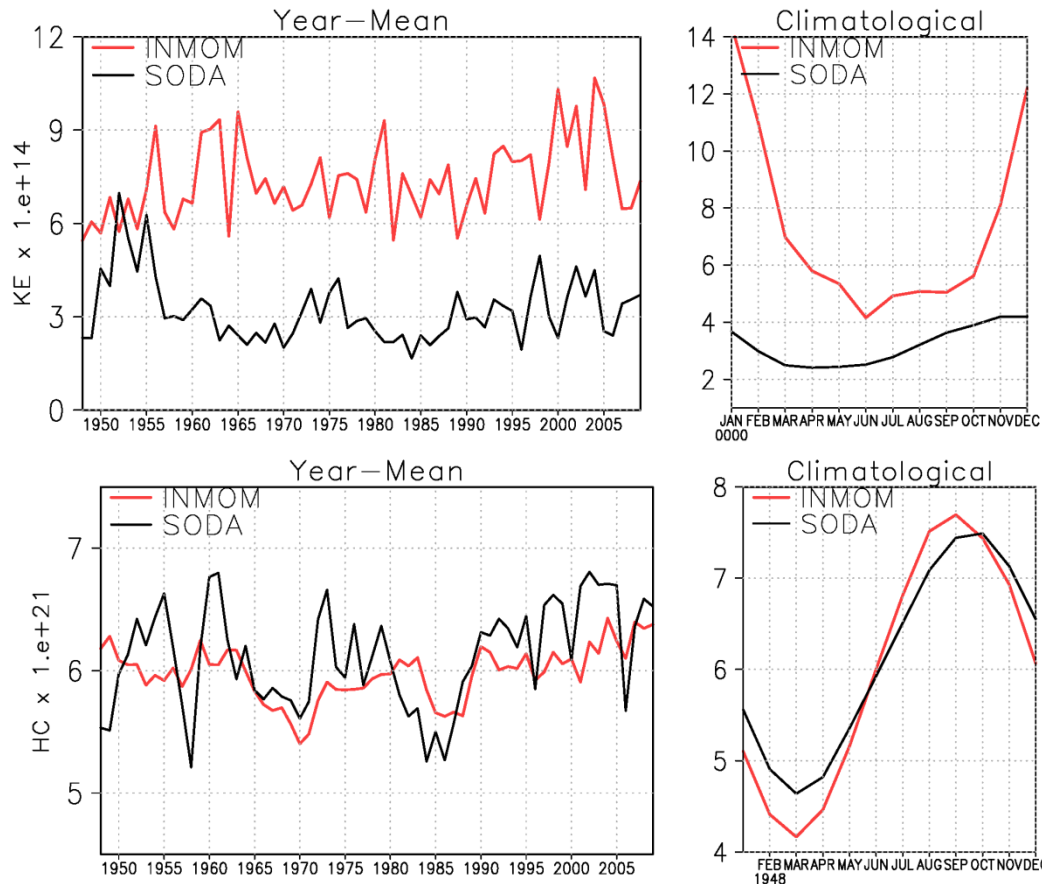 Year-Mean
INMOM
SODA
KE x 1.e+14
12
9
6
3
0
1950 1955 1960 1965 1970 1975 1980 1985 1990 1995 2000 2005
Climatological
INMOM
SODA
14
12
10
8
6
4
2
JAN FEB MAR APR MAY JUN JUL AUG SEP OCT NOV DEC
0000
Year-Mean
INMOM
SODA
HC x 1.e+21
7
6
5
1950 1955 1960 1965 1970 1975 1980 1985 1990 1995 2000 2005
Climatological
INMOM
SODA
8
7
6
5
4
FEB MAR APR MAY JUN JUL AUG SEP OCT NOV DEC
1948